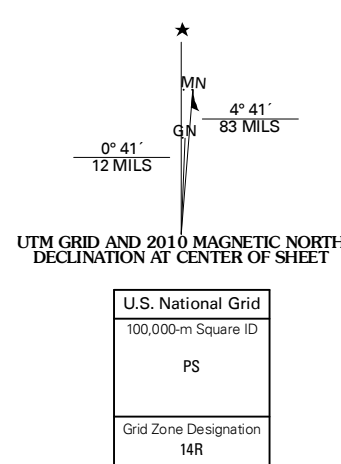 ★
MN
4° 41´
83 MILS
GN
0° 41´
12 MILS
UTM GRID AND 2010 MAGNETIC NORTH
DECLINATION AT CENTER OF SHEET
U.S. National Grid
100,000-m Square ID
PS
Grid Zone Designation
14R